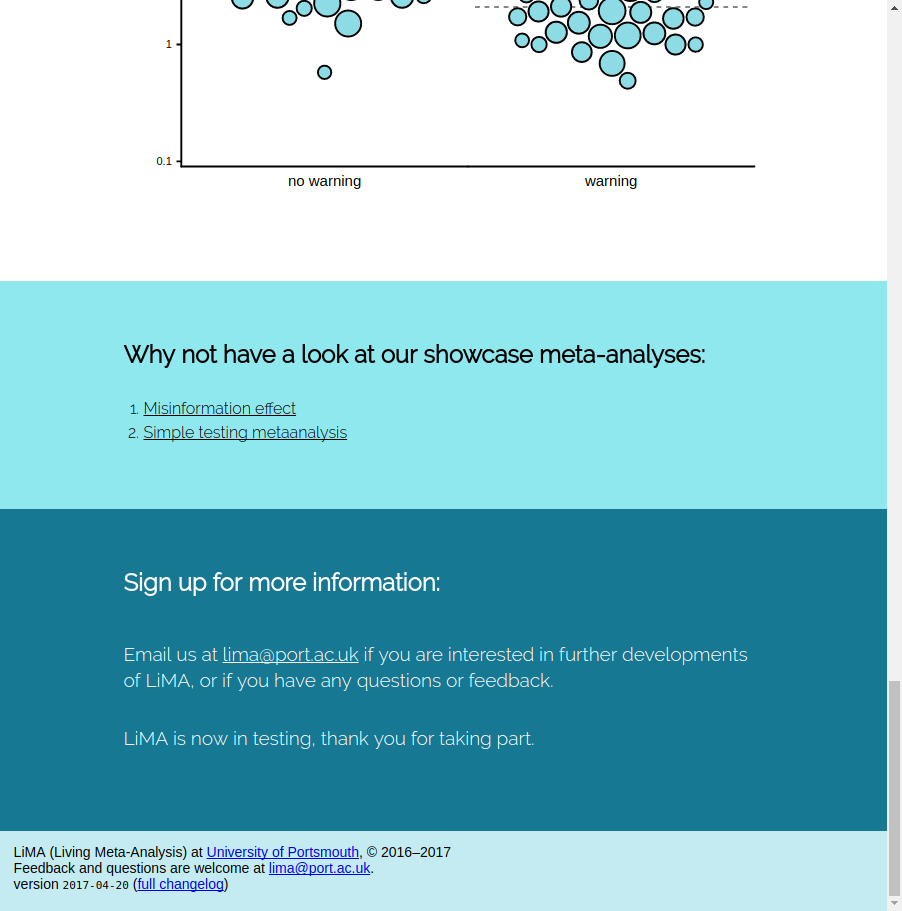 1
0.1
no warning
warning
Why not have a look at our showcase meta-analyses:
1. Misinformation effect
2. Simple testing metaanalysis
Sign up for more information:
Email us at lima@port.ac.uk if you are interested in further developments
of LiMA, or if you have any questions or feedback.
LiMA is now in testing, thank you for taking part.
LiMA (Living Meta-Analysis) at University of Portsmouth, © 2016–2017
Feedback and questions are welcome at lima@port.ac.uk.
version 2017-04-20 (full changelog)